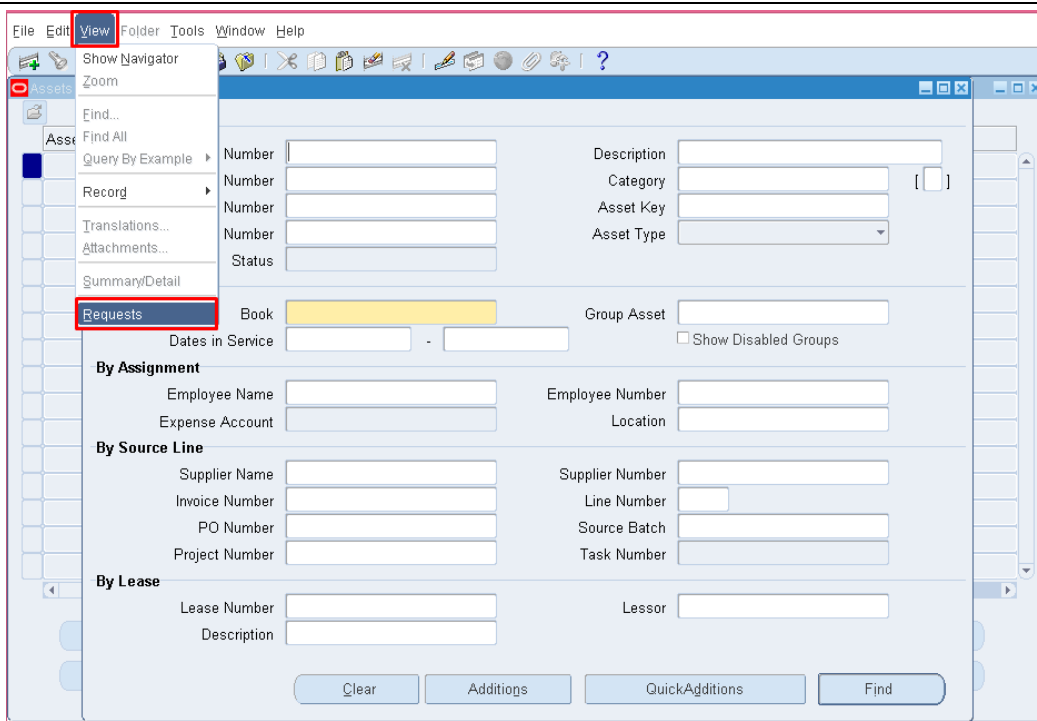 File Edit View Folder Tools Window Help
Show Navigator
Zoom
Assets
Find...
Find All
Query By Example
Record
Translations...
Attachments...
Summary/Detail
Requests
Number
Description
Number
Category
[ ]
Number
Asset Key
Number
Asset Type
Status
Book
Group Asset
Dates in Service
-
Show Disabled Groups
By Assignment
Employee Name
Employee Number
Expense Account
Location
By Source Line
Supplier Name
Supplier Number
Invoice Number
Line Number
PO Number
Source Batch
Project Number
Task Number
By Lease
Lease Number
Lessor
Description
Clear
Additions
QuickAdditions
Find